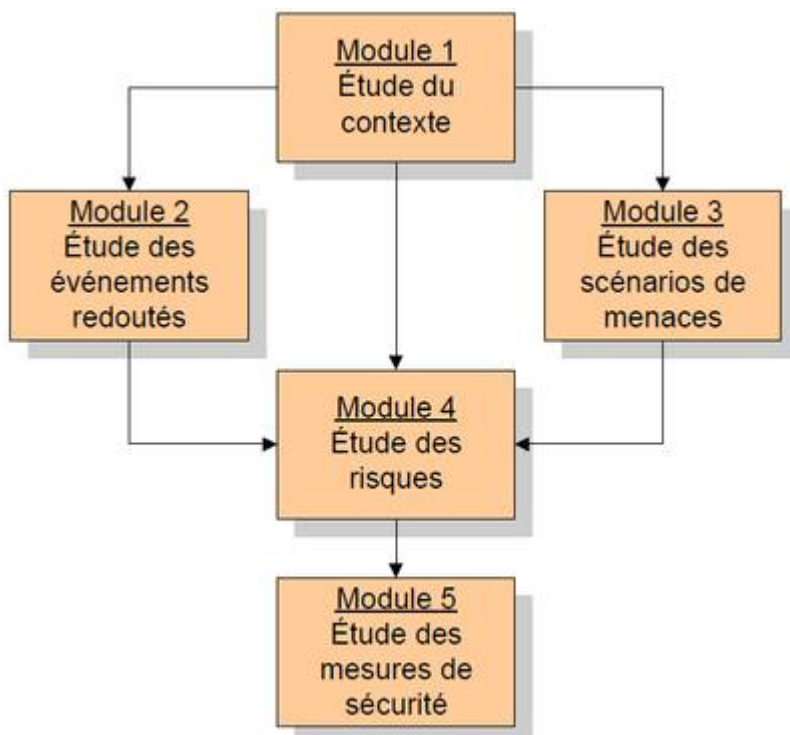 Module 1
Étude du
contexte
Module 2
Étude des
événements
redoutés
Module 3
Étude des
scénarios de
menaces
Module 4
Étude des
risques
Module 5
Étude des
mesures de
sécurité